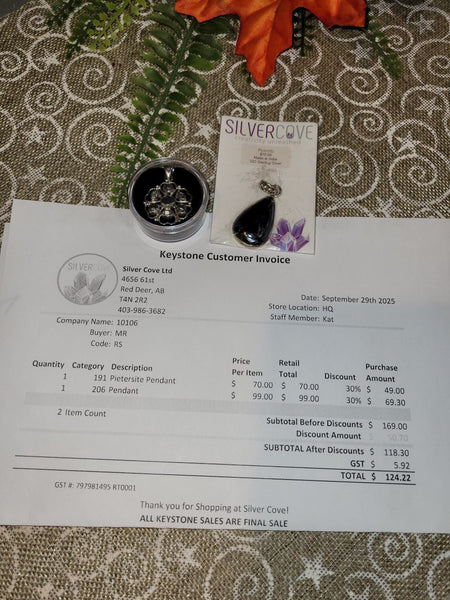 SILVERCOVE
creativity unleashed
Pietersite
Made in India
925 Sterling Silver
Keystone Customer Invoice
SILVERCOVE
Silver Cove Ltd
4656 61st
Red Deer, AB
T4N 2R2
403-986-3682
Date: September 29th 2025
Store Location: HQ
Staff Member: Kat
Company Name: 10106
Buyer: MR
Code: RS
Quantity Category Description Price Per Item Retail Total Discount Purchase Amount
1 191 Pietersite Pendant $ 70.00 $ 70.00 30% $ 49.00
1 206 Pendant $ 99.00 $ 99.00 30% $ 69.30
2 Item Count
Subtotal Before Discounts $ 169.00
Discount Amount 50.70
SUBTOTAL After Discounts $ 118.30
GST $ 5.92
TOTAL $ 124.22
GST #: 797981495 RT0001
Thank you for Shopping at Silver Cove!
ALL KEYSTONE SALES ARE FINAL SALE